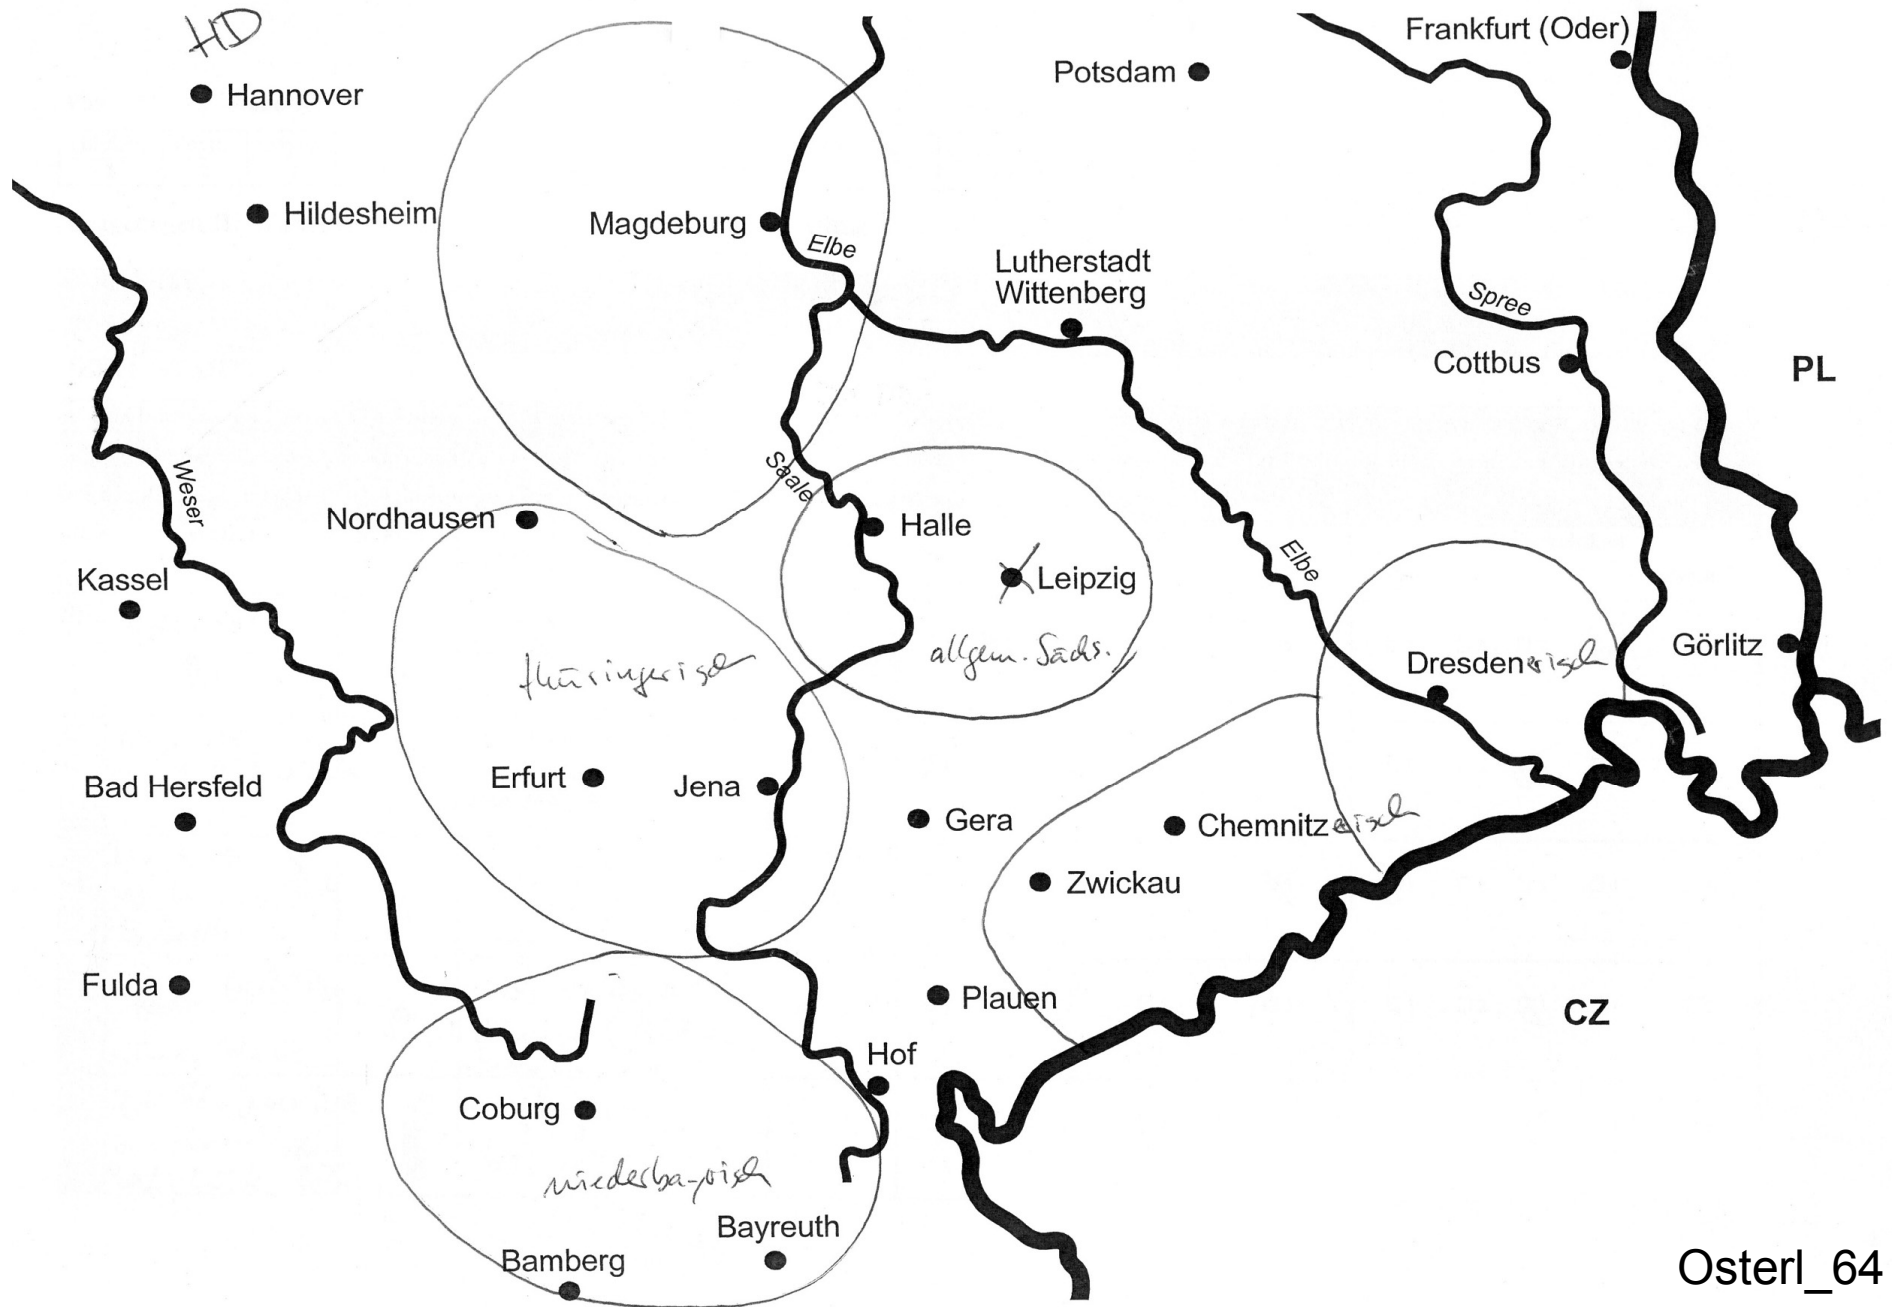 HD
Frankfurt (Oder)
Potsdam
Hannover
Hildesheim
Magdeburg
Elbe
Lutherstadt
Wittenberg
Spree
Cottbus
PL
Weser
Saale
Nordhausen
Halle
Elbe
Kassel
Leipzig
allgem. Sächs.
thüringerisch
Dresdenerisch
Görlitz
Bad Hersfeld
Erfurt
Jena
Gera
Chemnitzerisch
Zwickau
Fulda
Plauen
CZ
Hof
Coburg
niederbayrisch
Bayreuth
Bamberg
Osterl_64